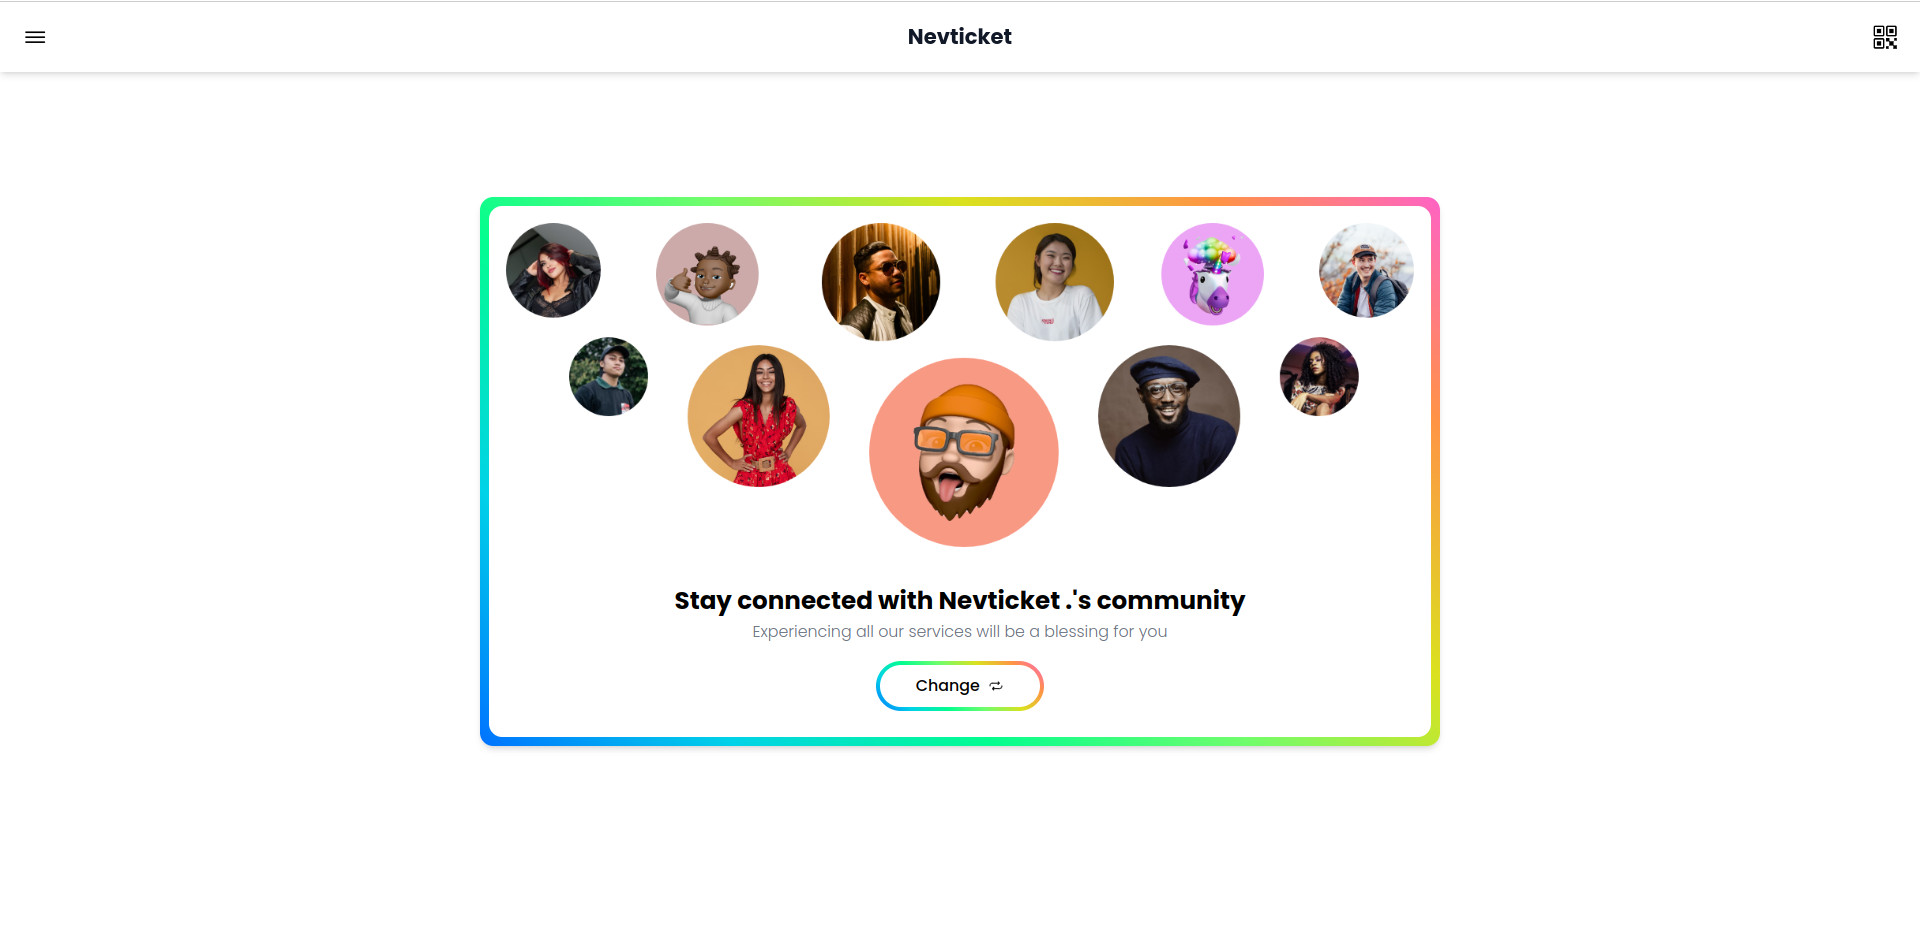 Nevticket
Stay connected with Nevticket .'s community
Experiencing all our services will be a blessing for you
Change